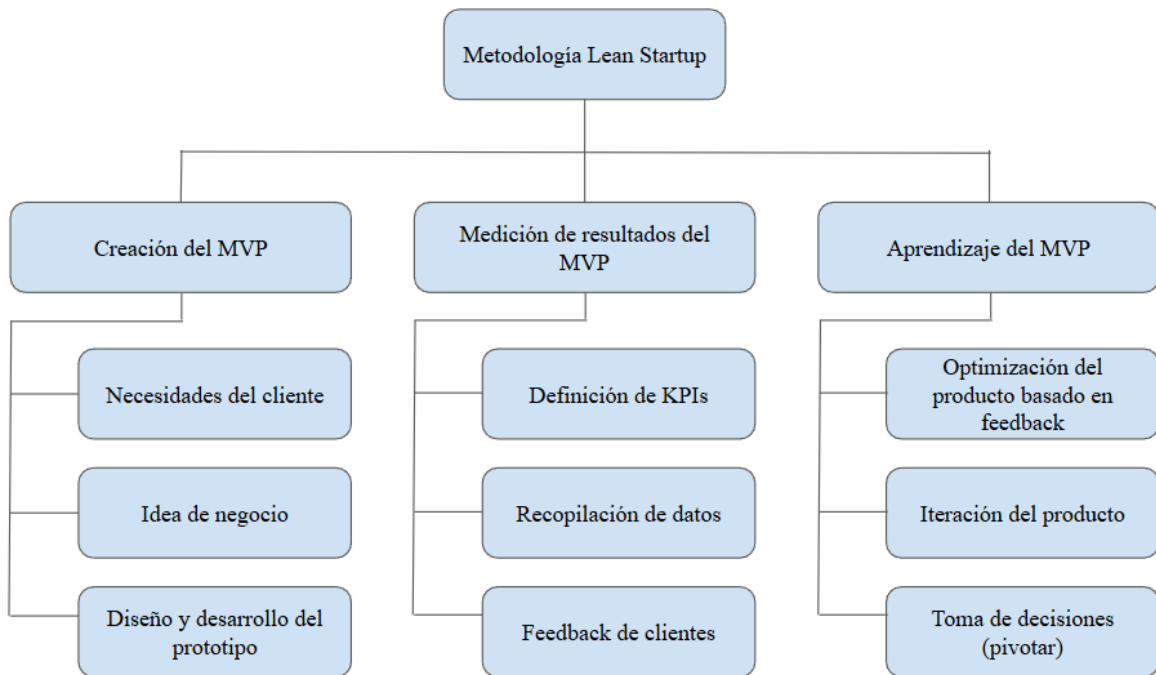 Metodología Lean Startup
Creación del MVP
Medición de resultados del
MVP
Aprendizaje del MVP
Necesidades del cliente
Idea de negocio
Diseño y desarrollo del
prototipo
Definición de KPIs
Recopilación de datos
Feedback de clientes
Optimización del
producto basado en
feedback
Iteración del producto
Toma de decisiones
(pivotar)